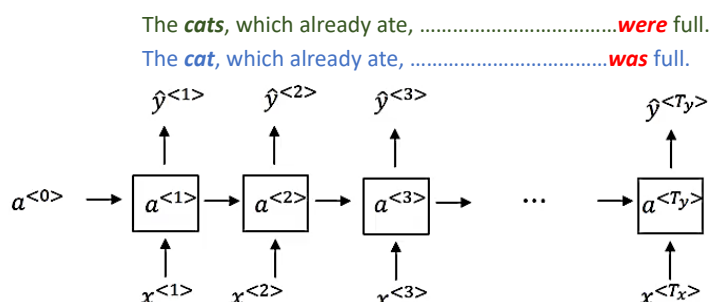 The cats, which already ate, ........................................were full.
The cat, which already ate, ........................................was full.
ŷ<1> ŷ<2> ŷ<3> ŷ<Ty>
a<0> a<1> a<2> a<3> ... a<Ty>
x<1> x<2> x<3> x<Tx>